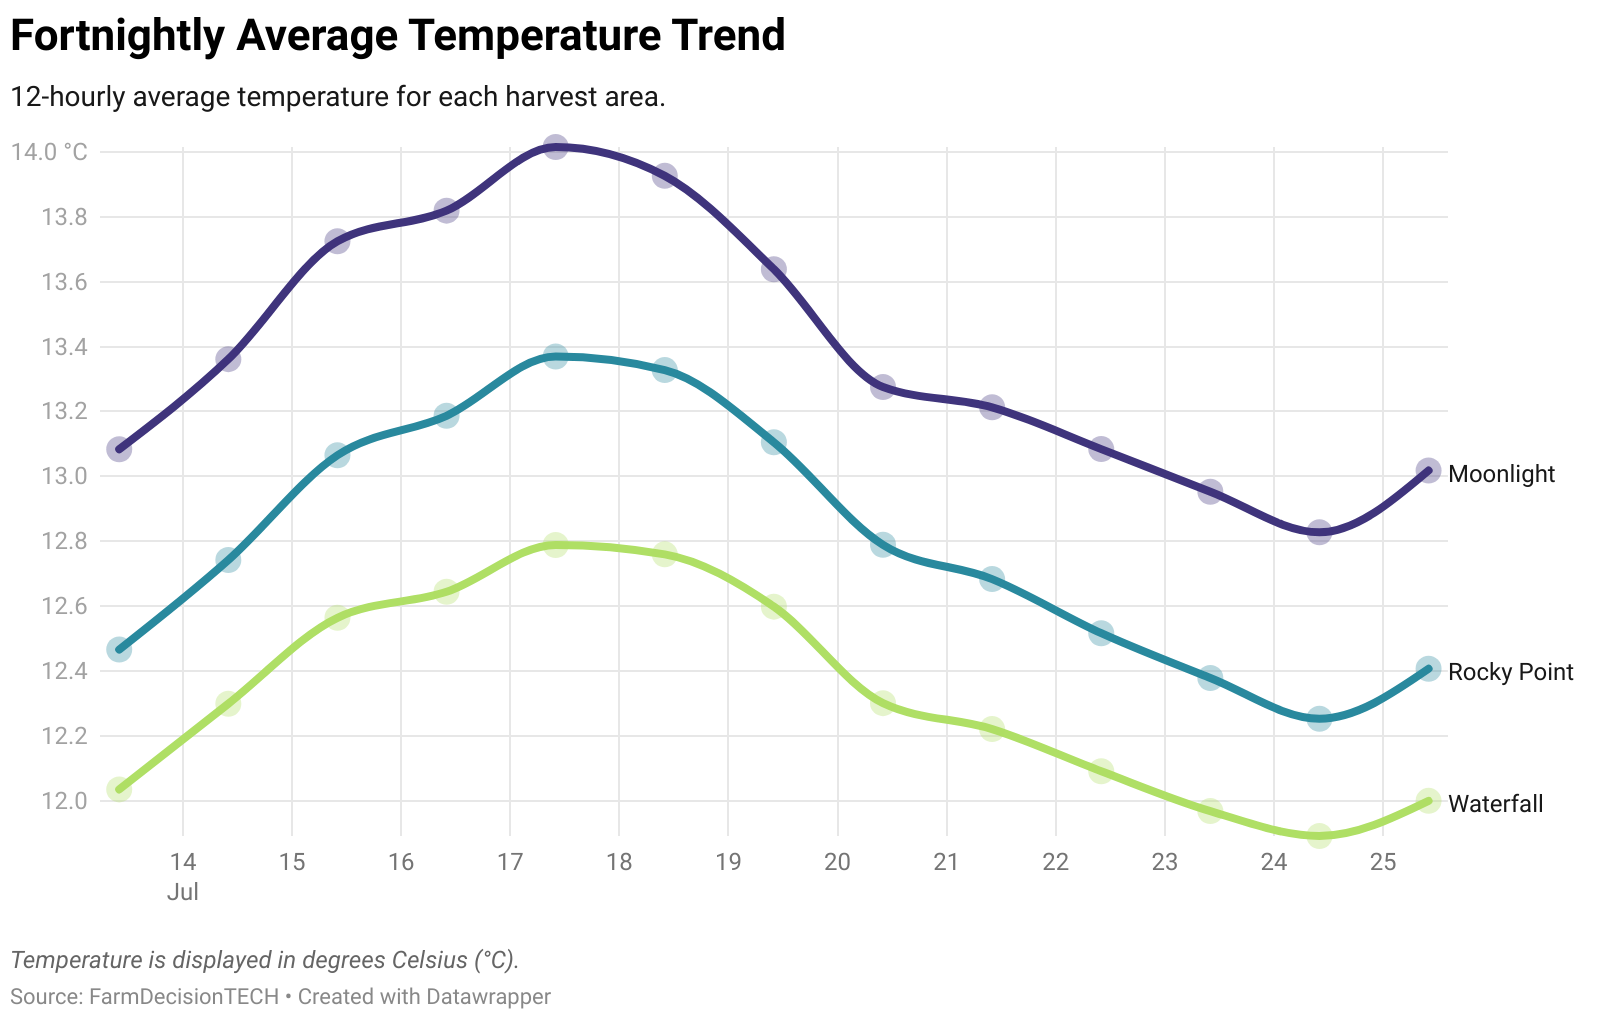 Fortnightly Average Temperature Trend
12-hourly average temperature for each harvest area.
14.0 °C
13.8
13.6
13.4
13.2
13.0
12.8
12.6
12.4
12.2
12.0
Moonlight
Rocky Point
Waterfall
14 15 16 17 18 19 20 21 22 23 24 25
Jul
Temperature is displayed in degrees Celsius (°C).
Source: FarmDecisionTECH • Created with Datawrapper